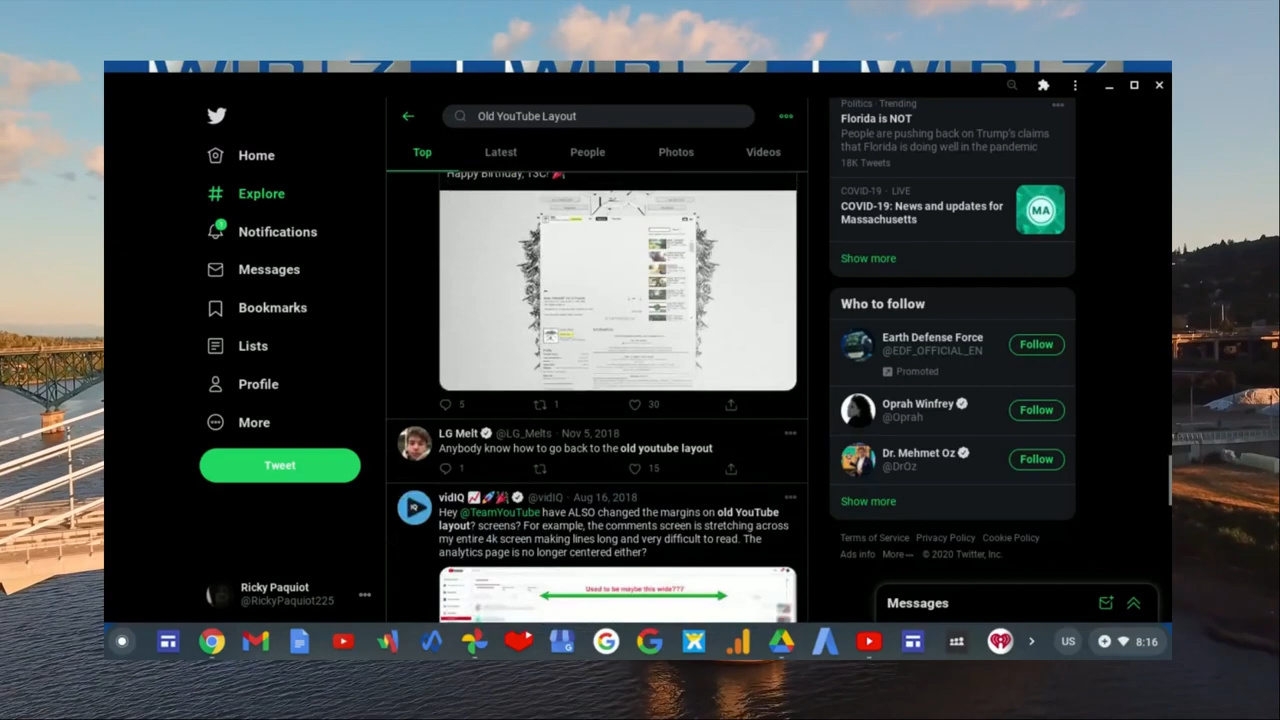 Home
Explore
1
Notifications
Messages
Bookmarks
Lists
Profile
More
Tweet
Ricky Paquiot
@RickyPaquiot225
Old YouTube Layout
Top Latest People Photos Videos
Happy Birthday, TSC!
5 1 30
LG Melt @LG_Melts · Nov 5, 2018
Anybody know how to go back to the old youtube layout
1 15
vidIQ @vidIQ · Aug 16, 2018
Hey @TeamYouTube have ALSO changed the margins on old YouTube
layout? screens? For example, the comments screen is stretching across
my entire 4k screen making lines long and very difficult to read. The
analytics page is no longer centered either?
Used to be maybe this wide???
Politics · Trending
Florida is NOT
People are pushing back on Trump's claims
that Florida is doing well in the pandemic
18K Tweets
COVID-19 · LIVE
COVID-19: News and updates for
Massachusetts
MA
Show more
Who to follow
Earth Defense Force
@EDF_OFFICIAL_EN
Promoted
Follow
Oprah Winfrey
@Oprah
Follow
Dr. Mehmet Oz
@DrOz
Follow
Show more
Terms of Service Privacy Policy Cookie Policy
Ads info More © 2020 Twitter, Inc.
Messages
US 8:16